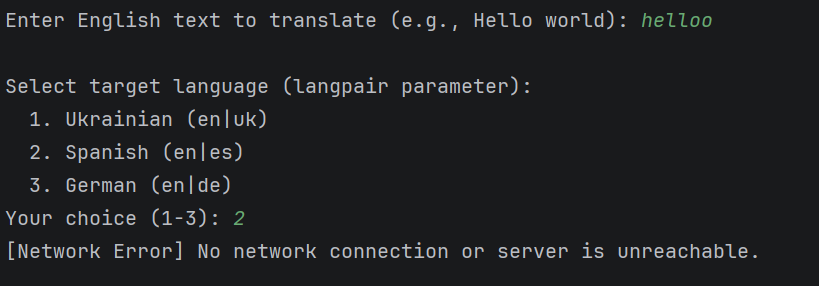 Enter English text to translate (e.g., Hello world): helloo
Select target language (langpair parameter):
1. Ukrainian (en|uk)
2. Spanish (en|es)
3. German (en|de)
Your choice (1-3): 2
[Network Error] No network connection or server is unreachable.